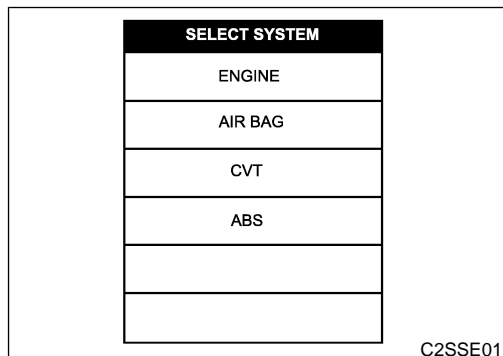 SELECT SYSTEM
ENGINE
AIR BAG
CVT
ABS
C2SSE01